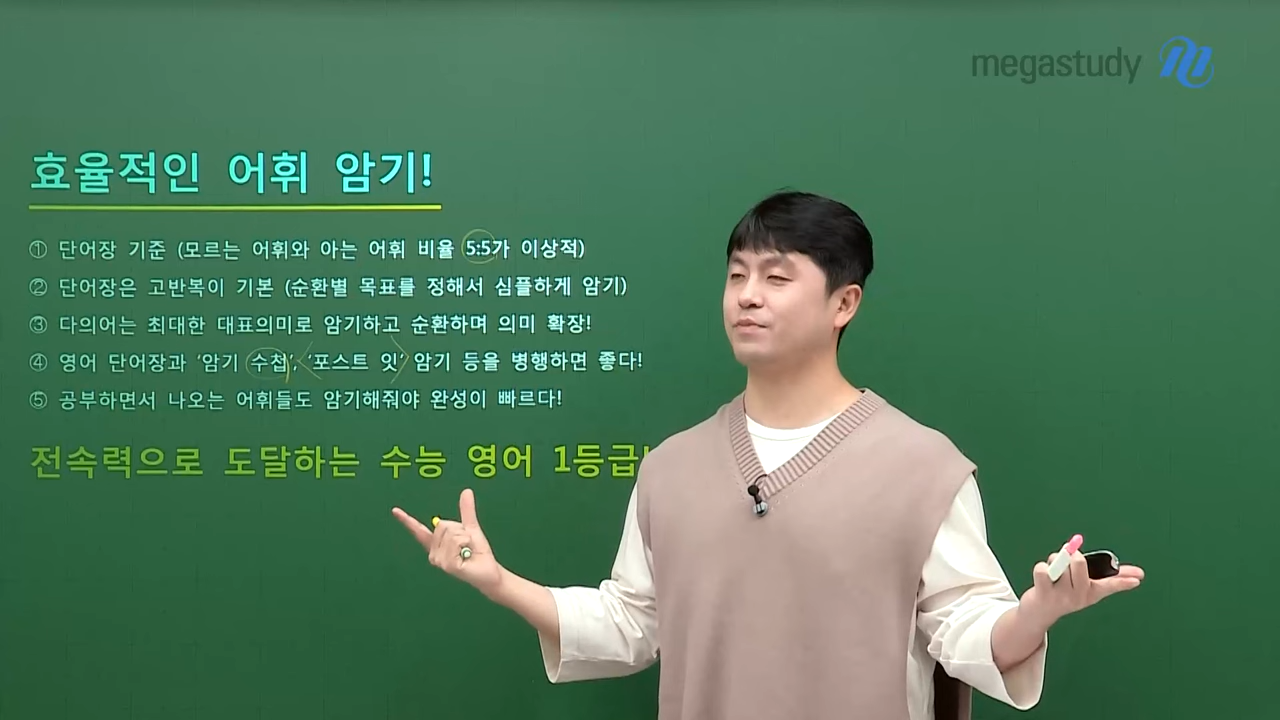 megastudy
효율적인 어휘 암기!
① 단어장 기준 (모르는 어휘와 아는 어휘 비율 5:5가 이상적)
② 단어장은 고반복이 기본 (순환별 목표를 정해서 심플하게 암기)
③ 다의어는 최대한 대표의미로 암기하고 순환하며 의미 확장!
④ 영어 단어장과 '암기 수첩', '포스트 잇' 암기 등을 병행하면 좋다!
⑤ 공부하면서 나오는 어휘들도 암기해줘야 완성이 빠르다!
전속력으로 도달하는 수능 영어 1등급!